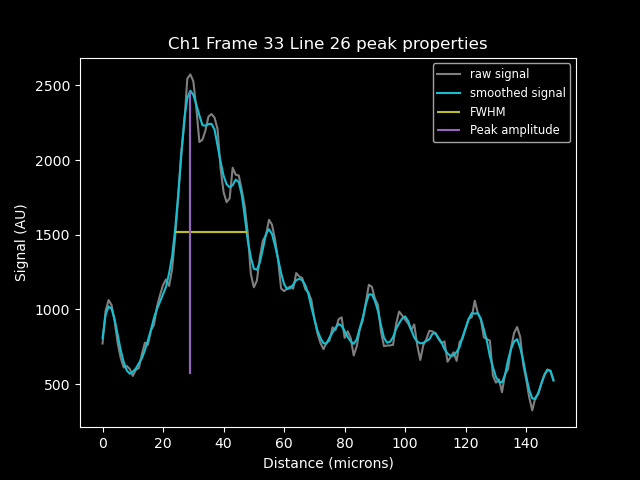 Ch1 Frame 33 Line 26 peak properties
raw signal
smoothed signal
FWHM
Peak amplitude
Signal (AU)
2500
2000
1500
1000
500
0 20 40 60 80 100 120 140
Distance (microns)